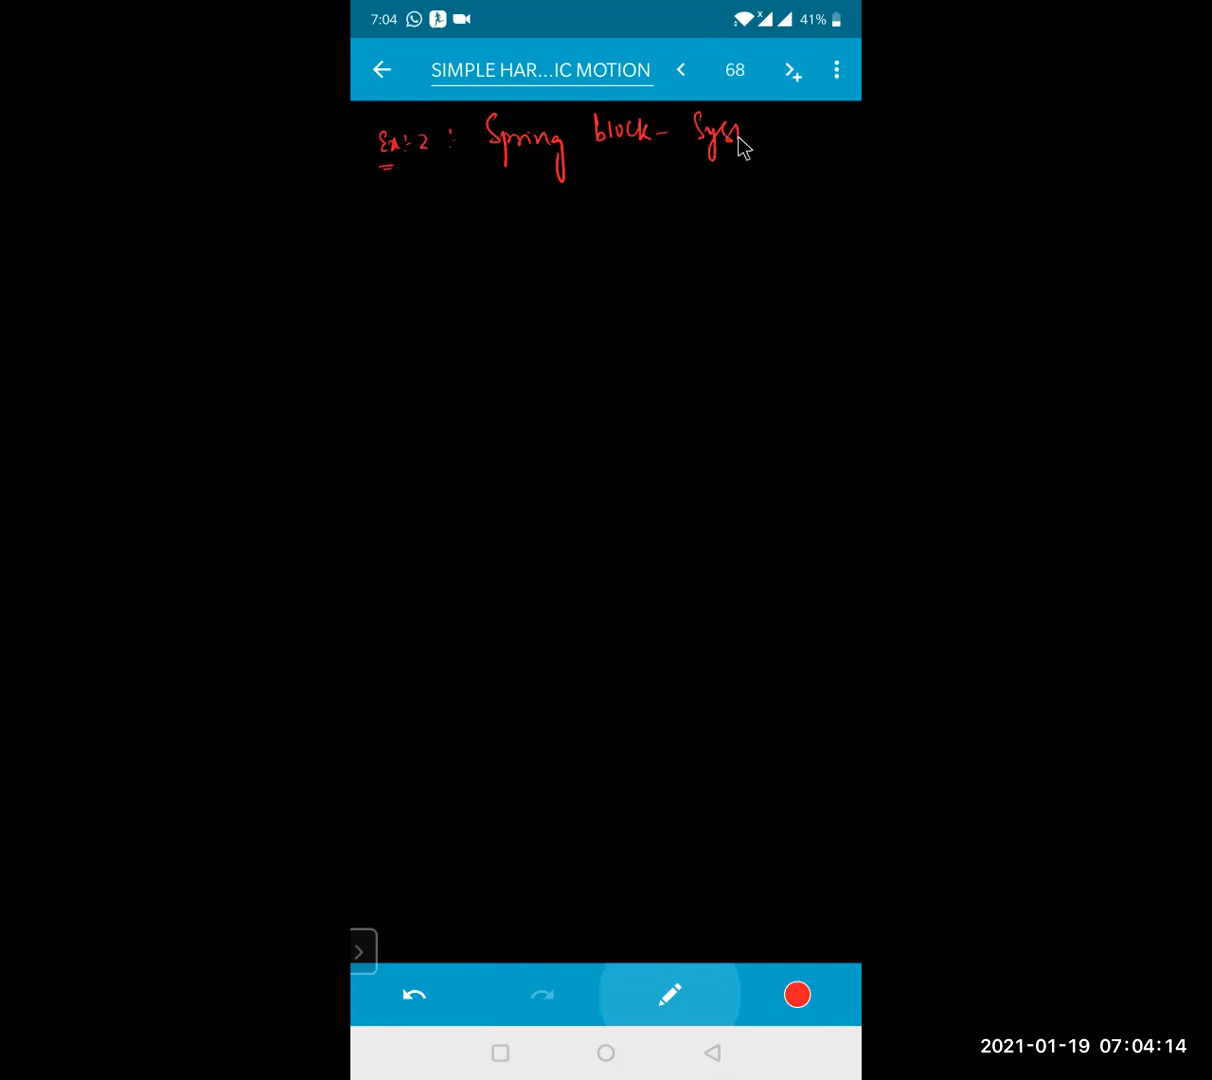 7:04 41%
SIMPLE HAR...IC MOTION 68
Ex:- 2 : Spring block - Sys
2021-01-19 07:04:14